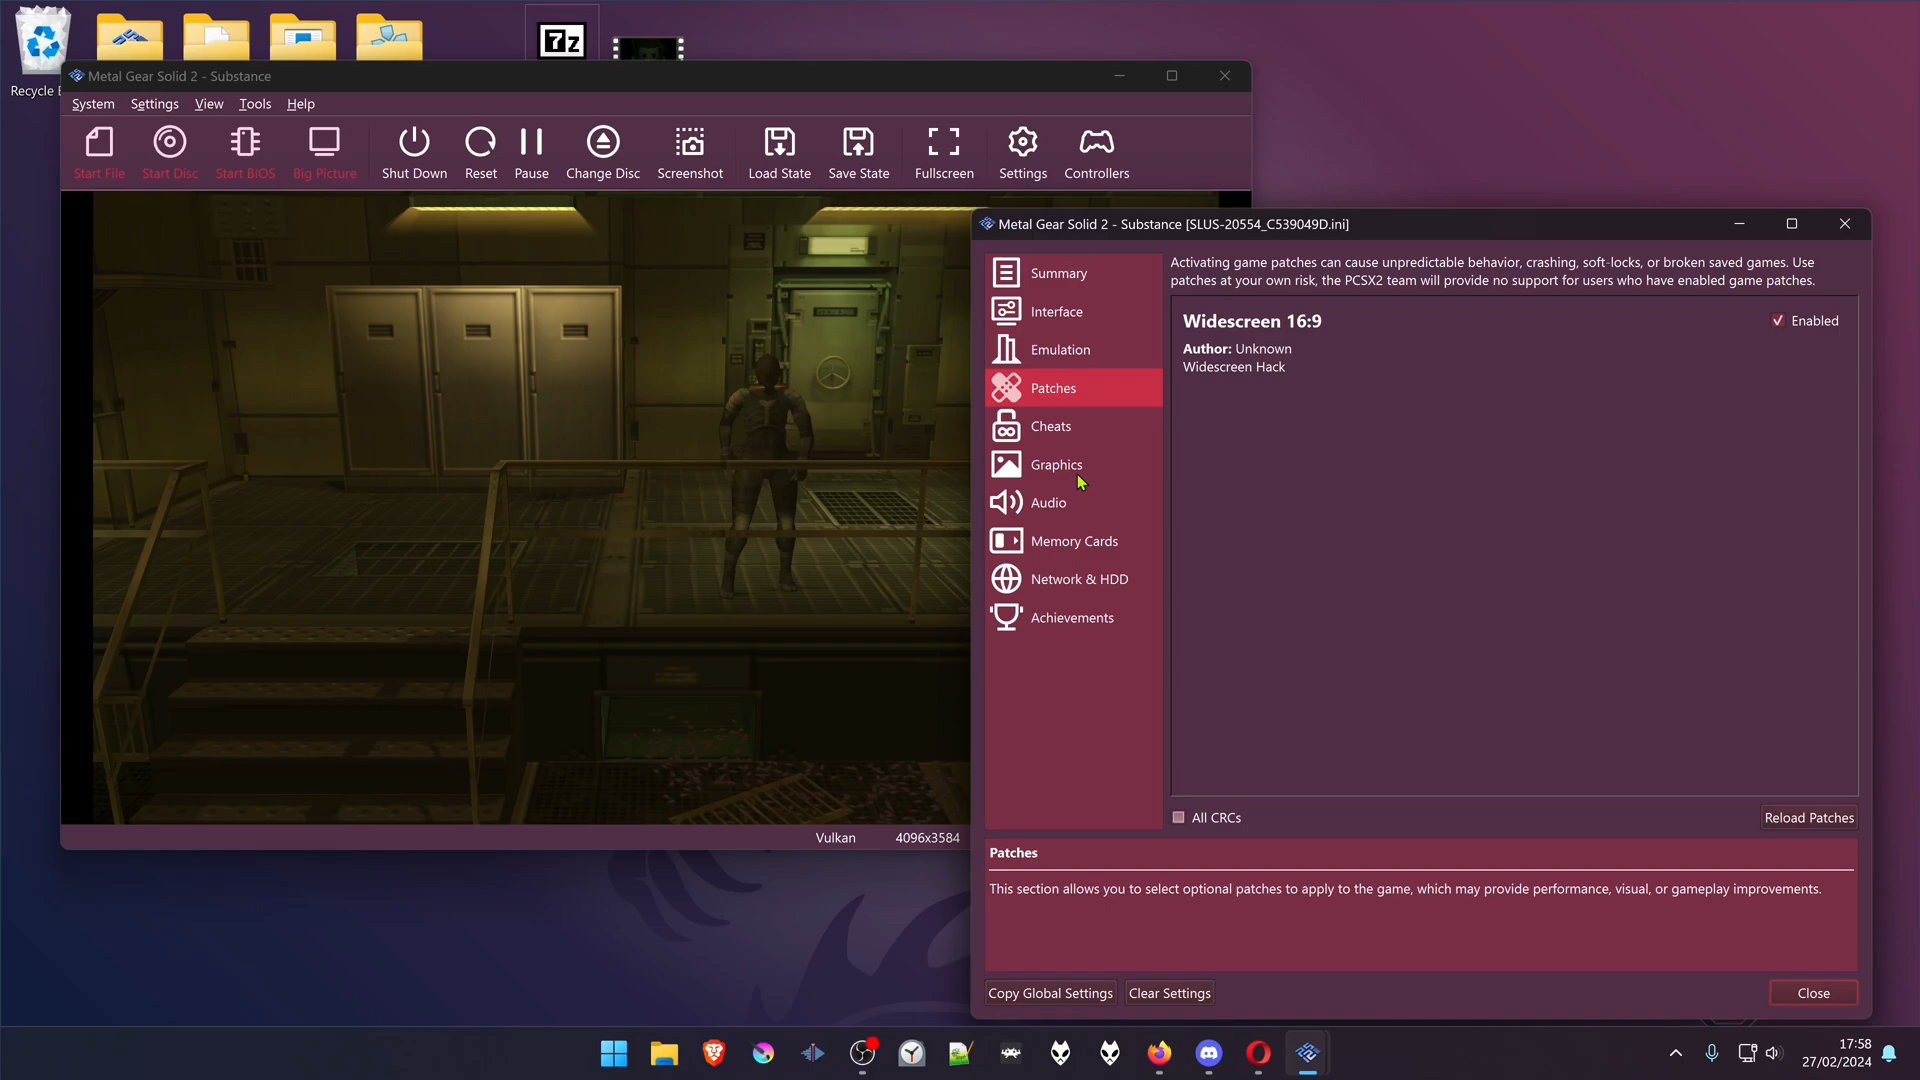 7z
Recycle
Metal Gear Solid 2 - Substance
System Settings View Tools Help
Start File Start Disc Start BIOS Big Picture Shut Down Reset Pause Change Disc Screenshot Load State Save State Fullscreen Settings Controllers
Metal Gear Solid 2 - Substance [SLUS-20554_C539049D.ini]
Summary
Interface
Emulation
Patches
Cheats
Graphics
Audio
Memory Cards
Network & HDD
Achievements
Activating game patches can cause unpredictable behavior, crashing, soft-locks, or broken saved games. Use
patches at your own risk, the PCSX2 team will provide no support for users who have enabled game patches.
Widescreen 16:9 Enabled
Author: Unknown
Widescreen Hack
All CRCs Reload Patches
Vulkan 4096x3584
Patches
This section allows you to select optional patches to apply to the game, which may provide performance, visual, or gameplay improvements.
Copy Global Settings Clear Settings Close
17:58
27/02/2024